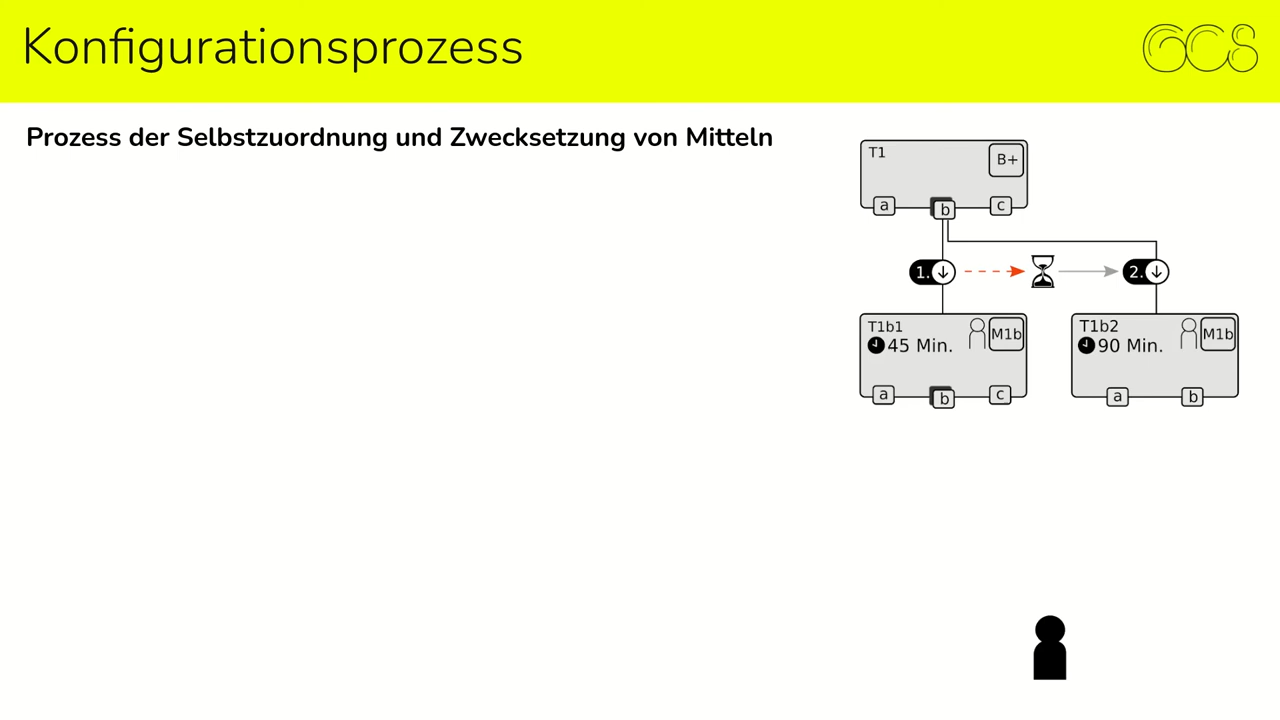 Konfigurationsprozess
GCS
Prozess der Selbstzuordnung und Zwecksetzung von Mitteln
T1
B+
a
b
c
1.
2.
T1b1
M1b
45 Min.
a
b
c
T1b2
M1b
90 Min.
a
b